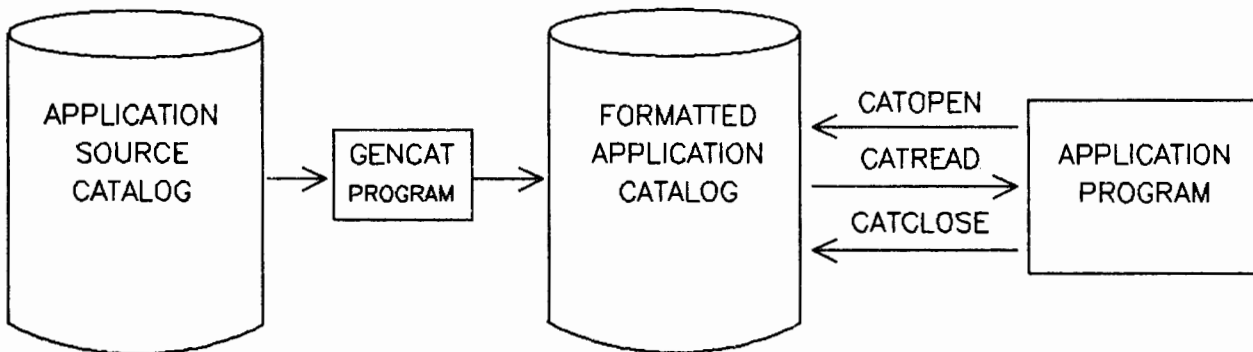 APPLICATION
SOURCE
CATALOG
GENCAT
PROGRAM
FORMATTED
APPLICATION
CATALOG
CATOPEN
CATREAD
CATCLOSE
APPLICATION
PROGRAM